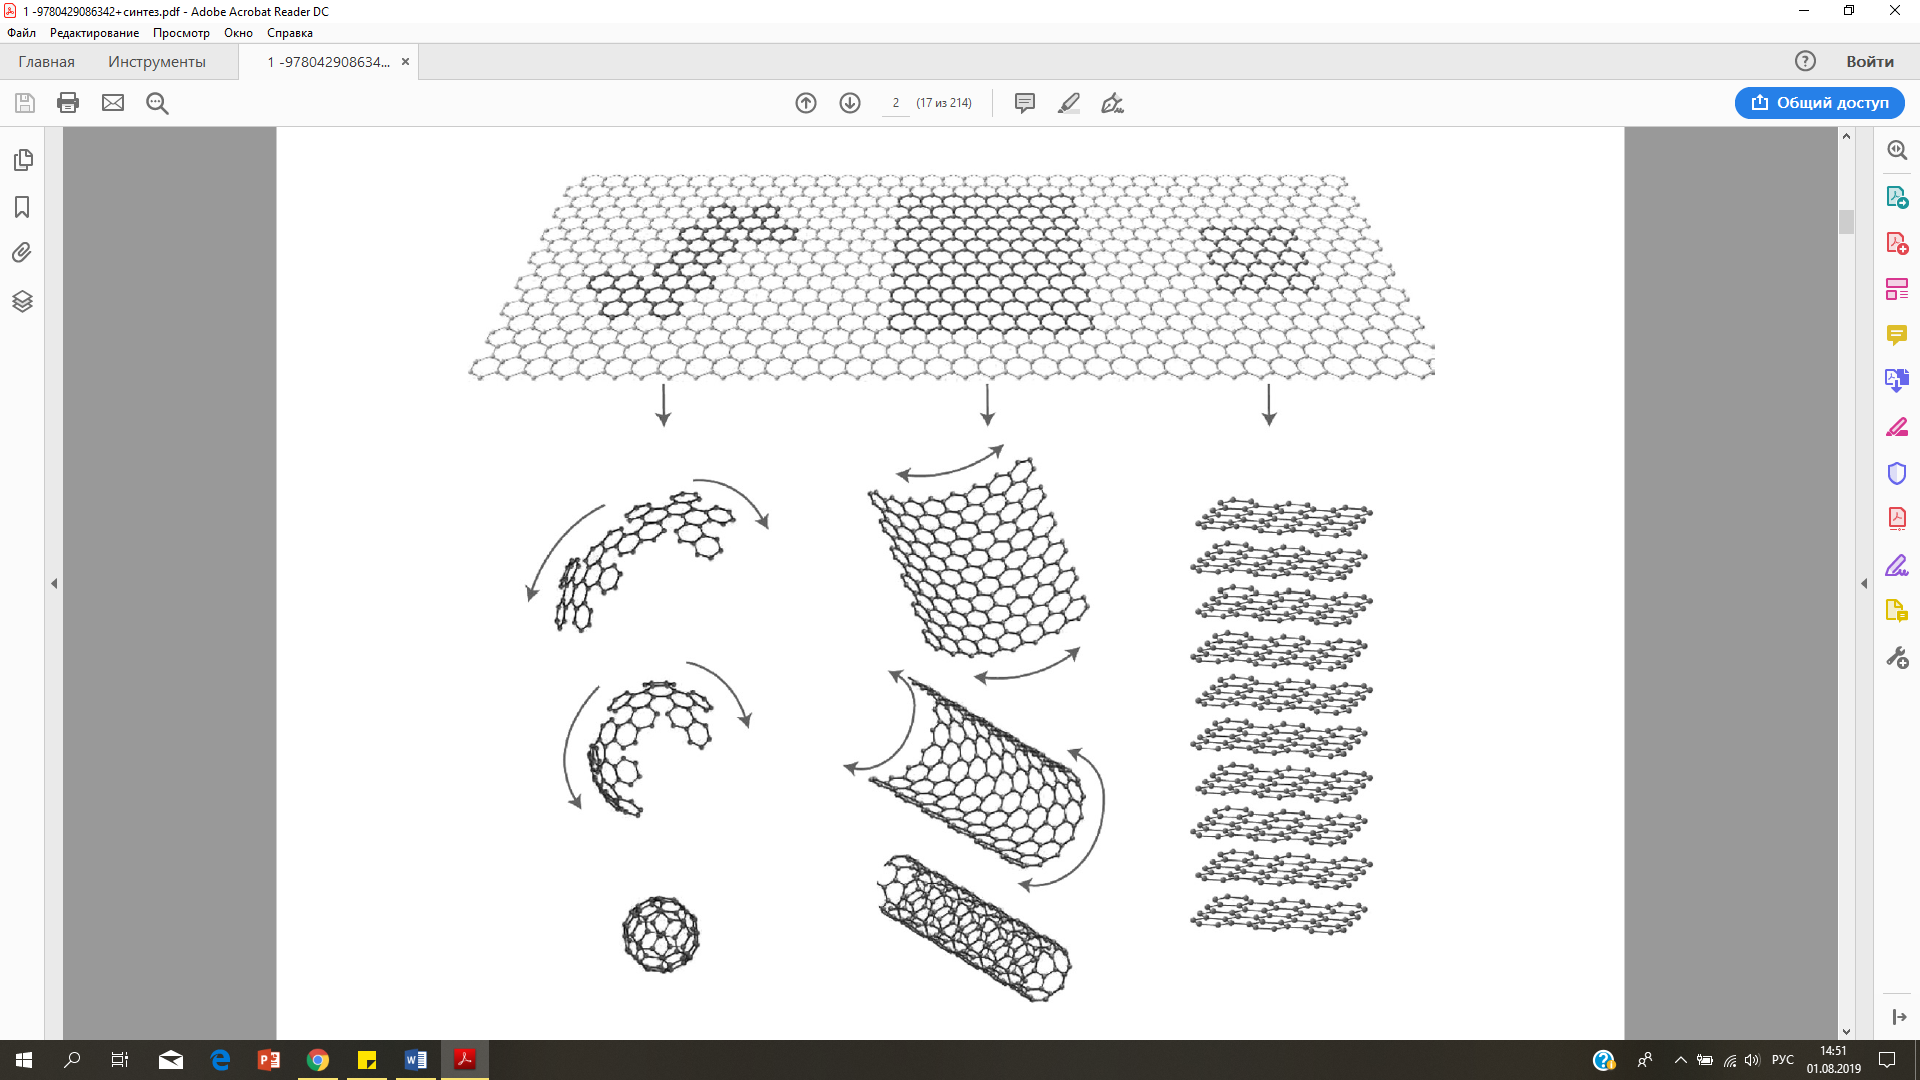 1 -9780429086342+синтез.pdf - Adobe Acrobat Reader DC
Файл Редактирование Просмотр Окно Справка
Главная Инструменты 1 -978042908634... × ? Войти
2 (17 из 214) Общий доступ
РУС 14:51
01.08.2019